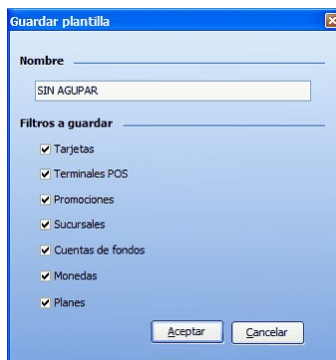 Guardar plantilla
Nombre
SIN AGUPAR
Filtros a guardar
Tarjetas
Terminales POS
Promociones
Sucursales
Cuentas de fondos
Monedas
Planes
Aceptar Cancelar